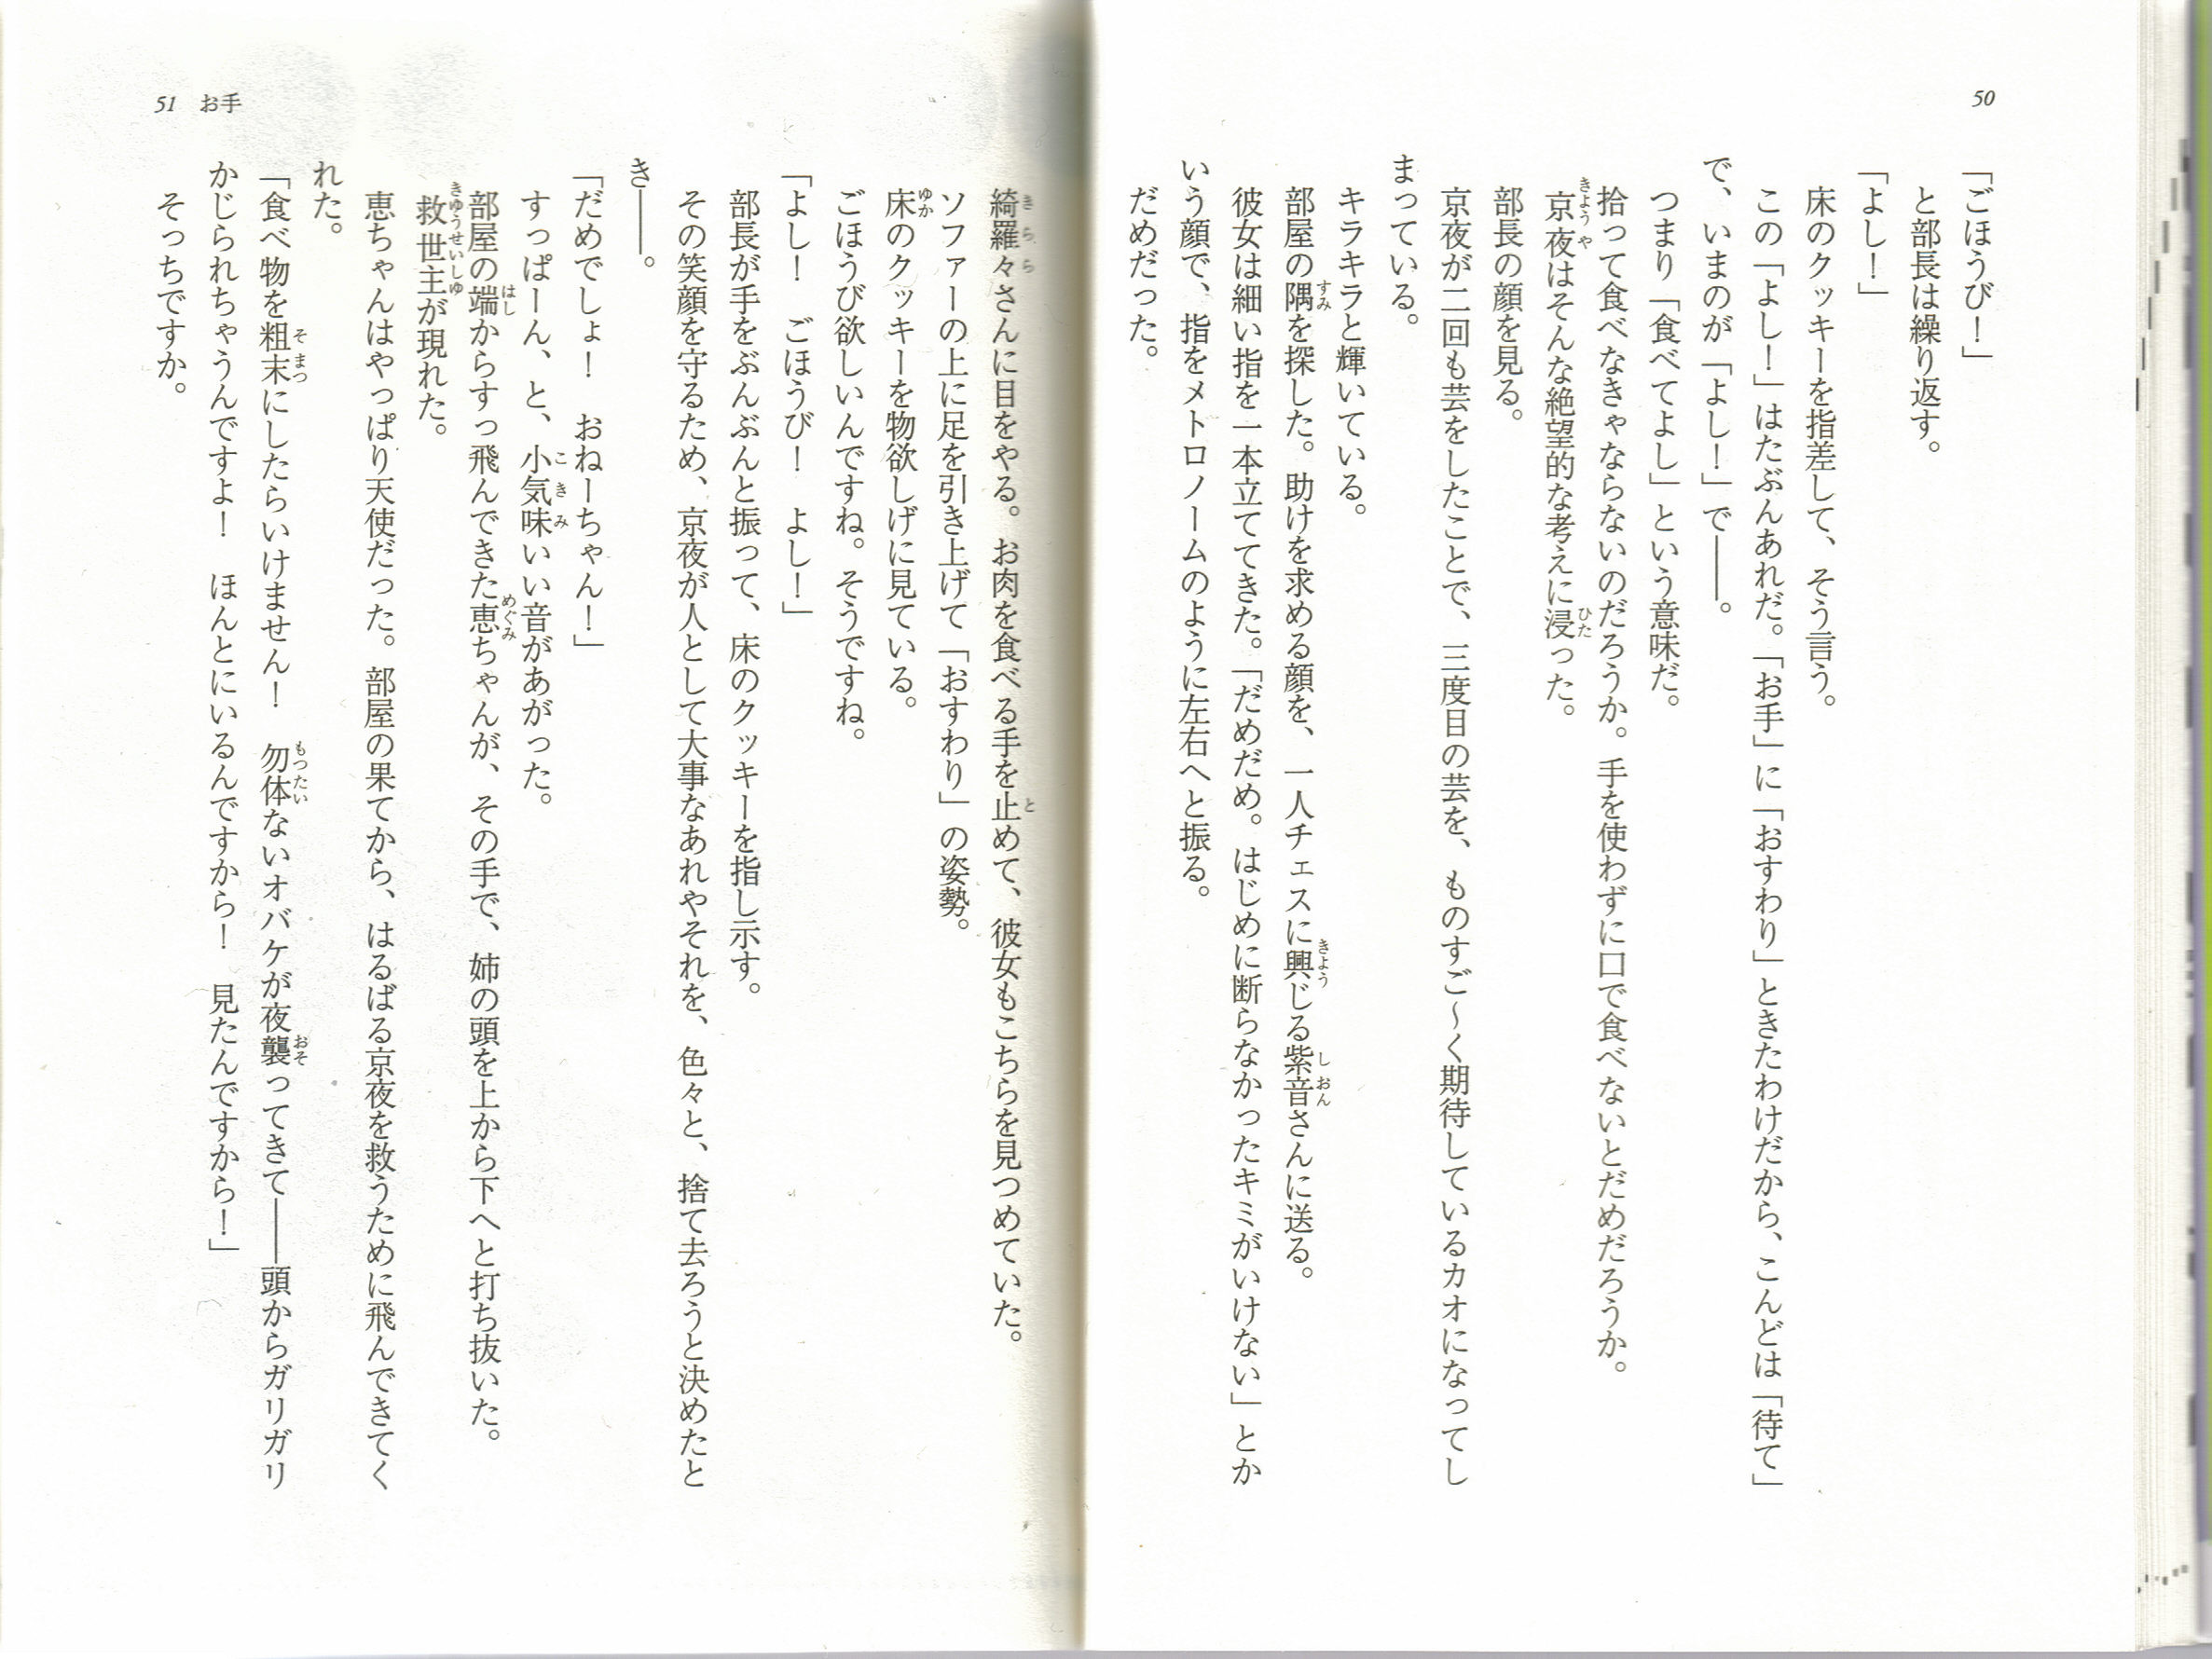 50
「ごほうび！」
と部長は繰り返す。
「よし！」
床のクッキーを指差して、そう言う。
この「よし！」はたぶんあれだ。「お手」に「おすわり」ときたわけだから、こんどは「待て」
で、いまのが「よし！」で――。
つまり「食べてよし」という意味だ。
拾って食べなきゃならないのだろうか。手を使わずに口で食べないとだめだろうか。
京夜はそんな絶望的な考えに浸った。
部長の顔を見る。
京夜が二回も芸をしたことで、三度目の芸を、ものすご〜く期待しているカオになってし
まっている。
キラキラと輝いている。
部屋の隅を探した。助けを求める顔を、一人チェスに興じる紫音さんに送る。
彼女は細い指を一本立ててきた。「だめだめ。はじめに断らなかったキミがいけない」とか
いう顔で、指をメトロノームのように左右へと振る。
だめだった。
51 お手
綺羅々さんに目をやる。お肉を食べる手を止めて、彼女もこちらを見つめていた。
ソファーの上に足を引き上げて「おすわり」の姿勢。
床のクッキーを物欲しげに見ている。
ごほうび欲しいんですね。そうですね。
「よし！　ごほうび！　よし！」
部長が手をぶんぶんと振って、床のクッキーを指し示す。
その笑顔を守るため、京夜が人として大事なあれやそれを、色々と、捨て去ろうと決めたと
き――。
「だめでしょ！　おねーちゃん！」
すっぱーん、と、小気味いい音があがった。
部屋の端からすっ飛んできた恵ちゃんが、その手で、姉の頭を上から下へと打ち抜いた。
救世主が現れた。
恵ちゃんはやっぱり天使だった。部屋の果てから、はるばる京夜を救うために飛んできてく
れた。
「食べ物を粗末にしたらいけません！　勿体ないオバケが夜襲ってきて――頭からガリガリ
かじられちゃうんですよ！　ほんとにいるんですから！　見たんですから！」
そっちですか。